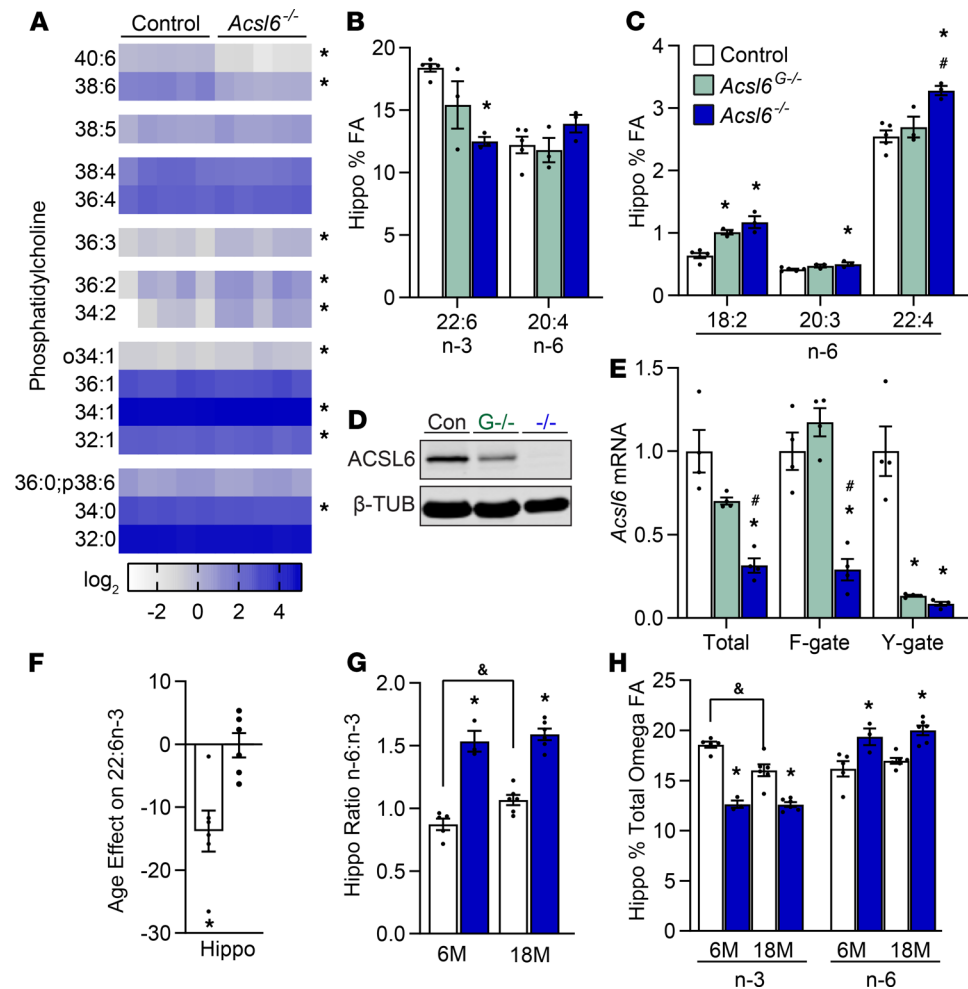 A
Control Acsl6-/-
Phosphatidylcholine
40:6 *
38:6 *
38:5
38:4
36:4
36:3 *
36:2 *
34:2 *
o34:1 *
36:1
34:1 *
32:1 *
36:0;p38:6
34:0 *
32:0
log2
-2 0 2 4
B
Hippo % FA
20
15
10
5
0
*
22:6 20:4
n-3 n-6
C
Hippo % FA
4
3
2
1
0
Control
Acsl6G-/-
Acsl6-/-
* * * *
#
18:2 20:3 22:4
n-6
D
Con G-/- -/-
ACSL6
β-TUB
E
Acsl6 mRNA
1.5
1.0
0.5
0.0
#
*
#
*
* *
Total F-gate Y-gate
F
Age Effect on 22:6n-3
10
0
-10
-20
-30
*
Hippo
G
Hippo Ratio n-6:n-3
2.0
1.5
1.0
0.5
0.0
&
* *
6M 18M
H
Hippo % Total Omega FA
25
20
15
10
5
0
&
* * * *
6M 18M 6M 18M
n-3 n-6